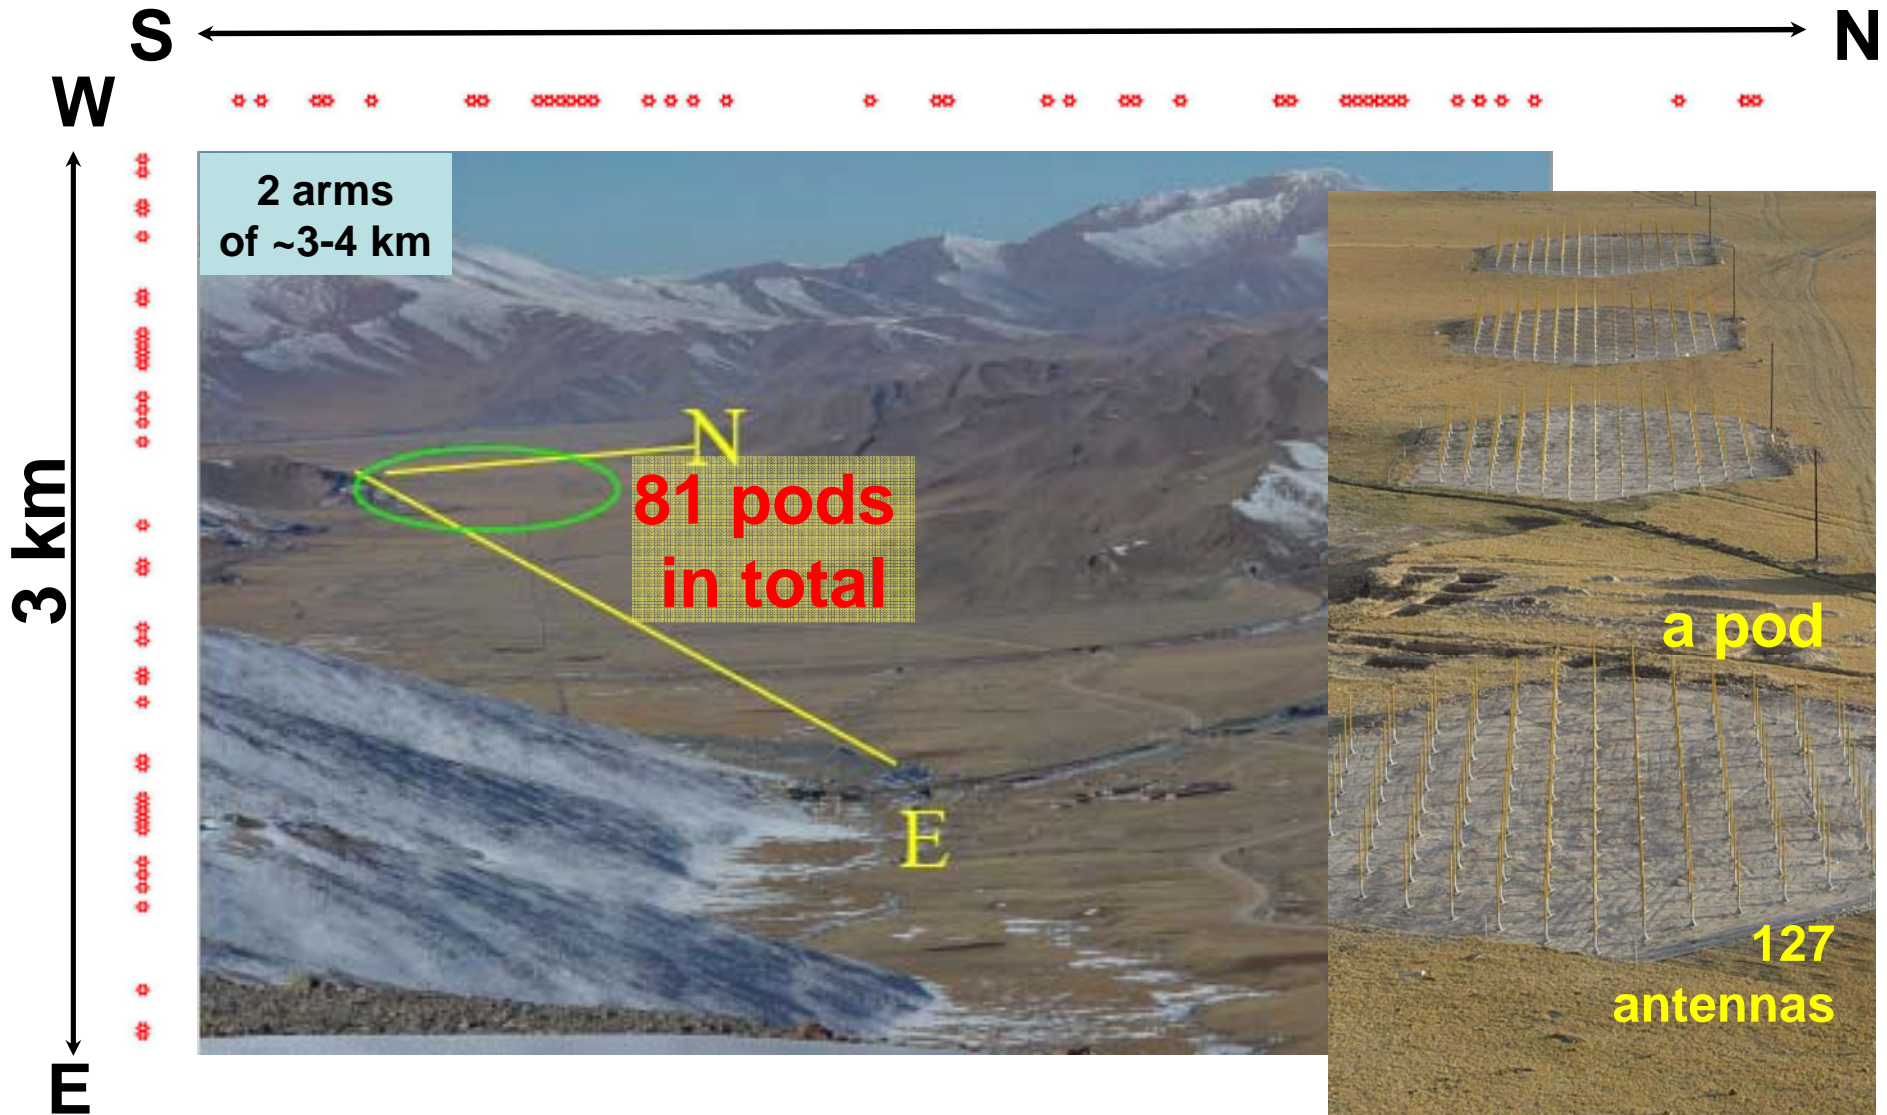 S
N
W
2 arms
of ~3-4 km
N
81 pods
in total
3 km
a pod
E
127
antennas
E